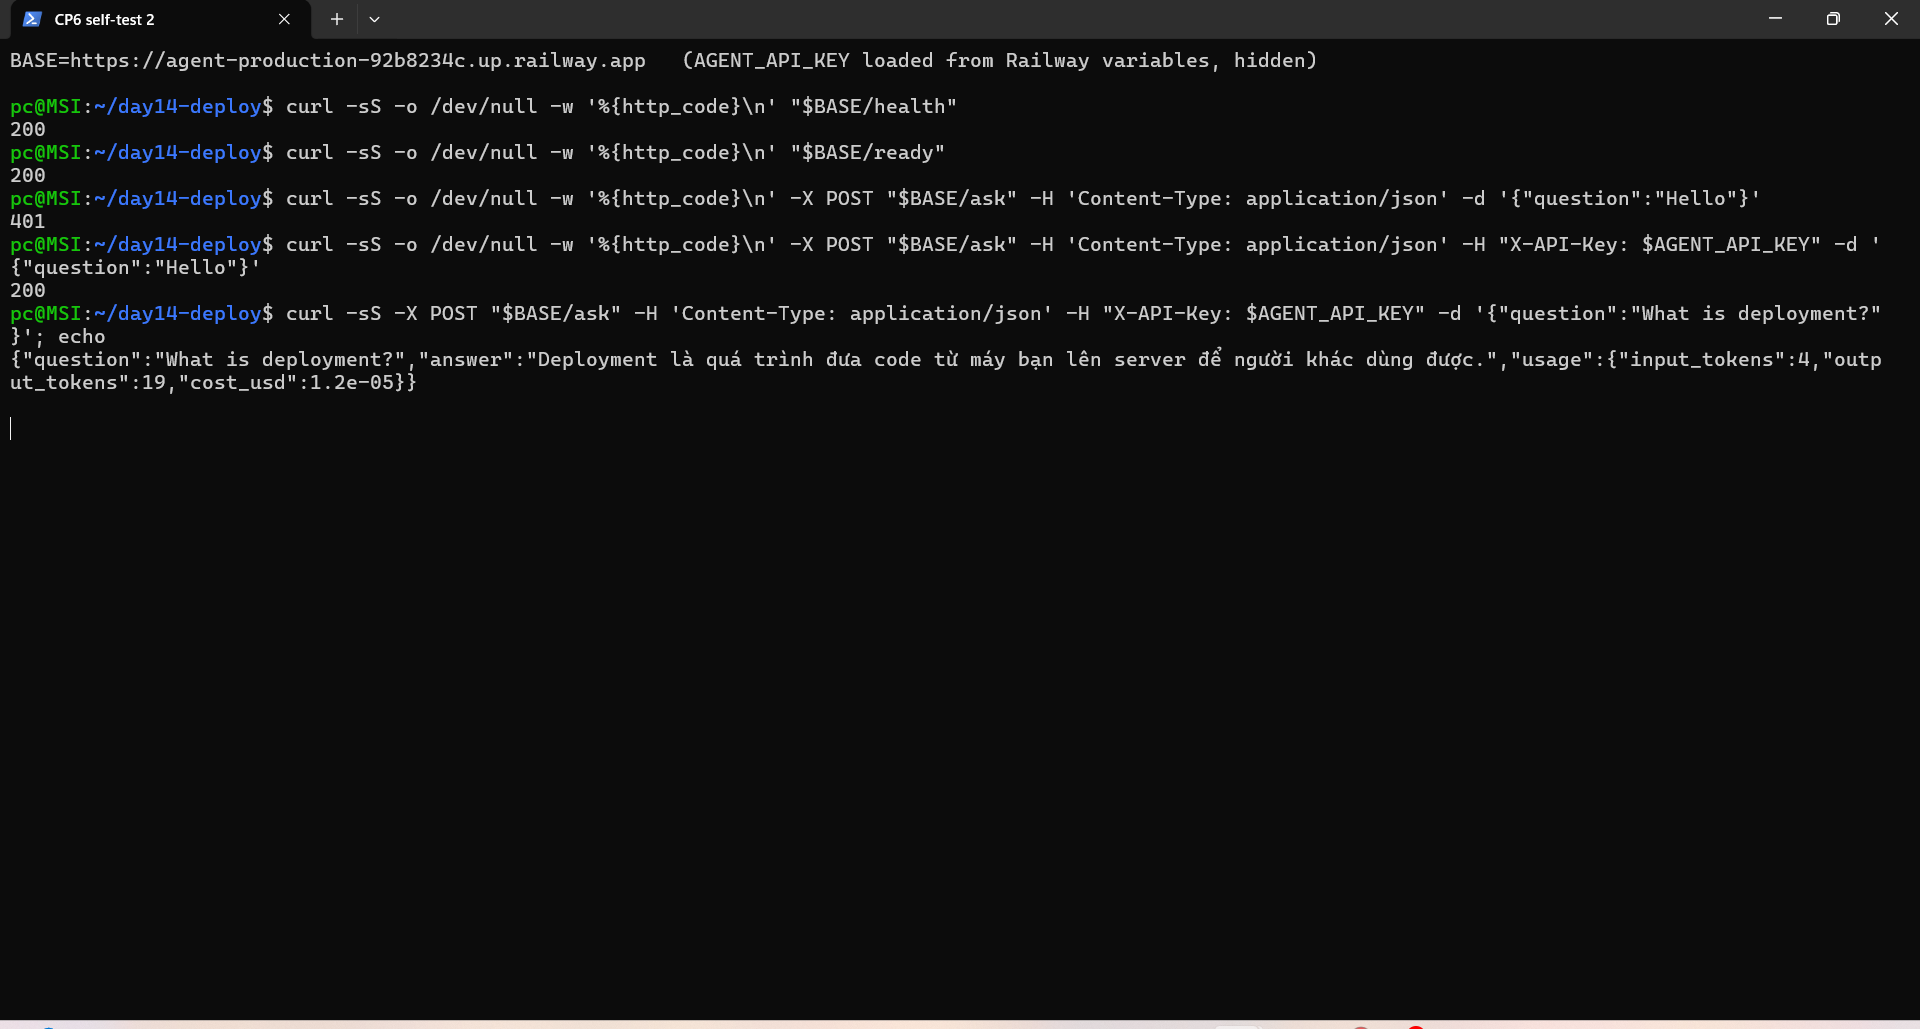 CP6 self-test 2
BASE=https://agent-production-92b8234c.up.railway.app   (AGENT_API_KEY loaded from Railway variables, hidden)
pc@MSI:~/day14-deploy$ curl -sS -o /dev/null -w '%{http_code}\n' "$BASE/health"
200
pc@MSI:~/day14-deploy$ curl -sS -o /dev/null -w '%{http_code}\n' "$BASE/ready"
200
pc@MSI:~/day14-deploy$ curl -sS -o /dev/null -w '%{http_code}\n' -X POST "$BASE/ask" -H 'Content-Type: application/json' -d '{"question":"Hello"}'
401
pc@MSI:~/day14-deploy$ curl -sS -o /dev/null -w '%{http_code}\n' -X POST "$BASE/ask" -H 'Content-Type: application/json' -H "X-API-Key: $AGENT_API_KEY" -d '
{"question":"Hello"}'
200
pc@MSI:~/day14-deploy$ curl -sS -X POST "$BASE/ask" -H 'Content-Type: application/json' -H "X-API-Key: $AGENT_API_KEY" -d '{"question":"What is deployment?"
}'; echo
{"question":"What is deployment?","answer":"Deployment là quá trình đưa code từ máy bạn lên server để người khác dùng được.","usage":{"input_tokens":4,"outp
ut_tokens":19,"cost_usd":1.2e-05}}